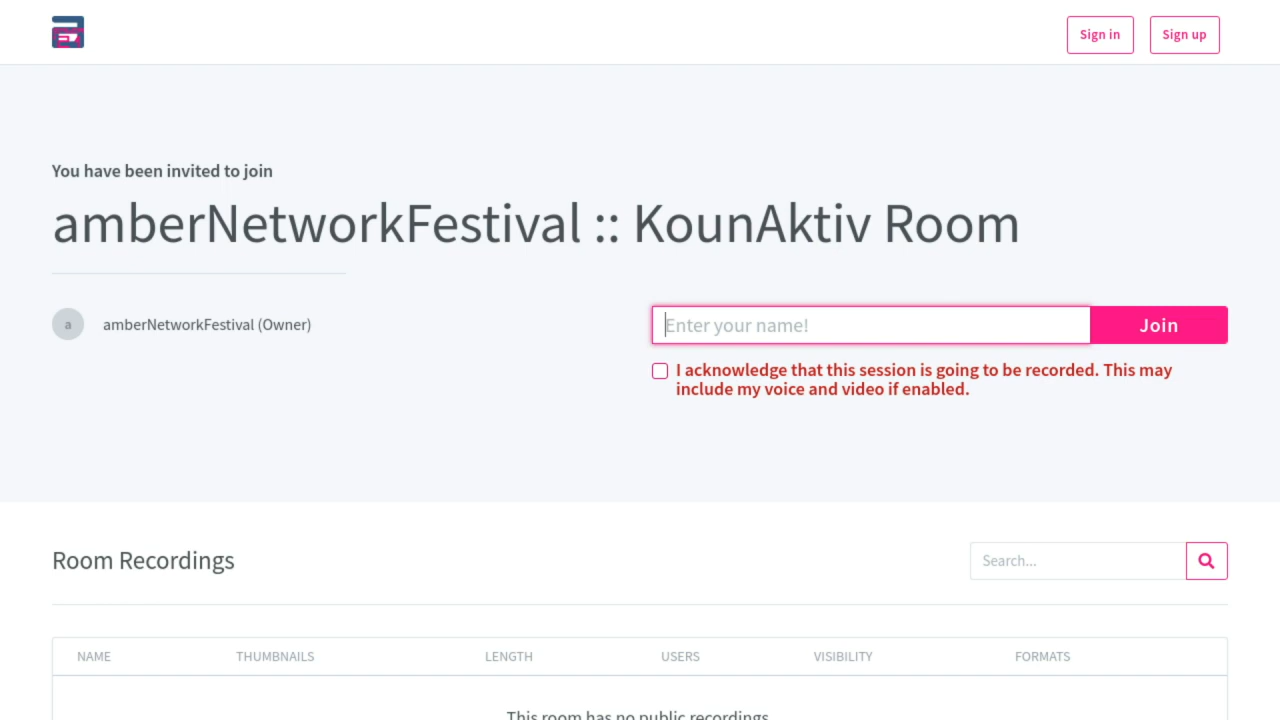 Sign in
Sign up
You have been invited to join
amberNetworkFestival :: KounAktiv Room
a
amberNetworkFestival (Owner)
Enter your name!
Join
I acknowledge that this session is going to be recorded. This may
include my voice and video if enabled.
Room Recordings
Search...
NAME
THUMBNAILS
LENGTH
USERS
VISIBILITY
FORMATS
This room has no public recordings